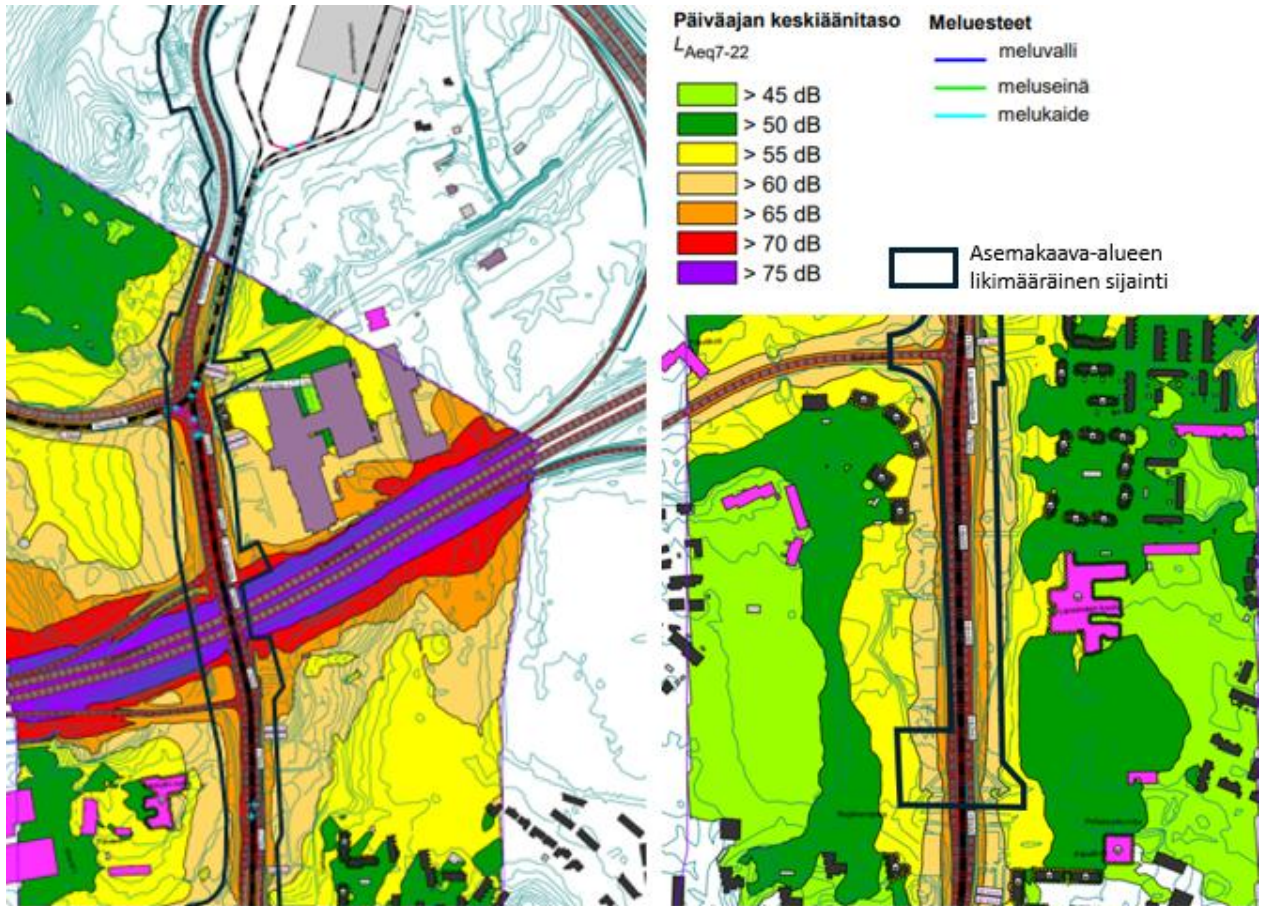 Päiväajan keskiäänitaso
LAeq7-22
> 45 dB
> 50 dB
> 55 dB
> 60 dB
> 65 dB
> 70 dB
> 75 dB
Meluesteet
meluvalli
meluseinä
melukaide
Asemakaava-alueen
likimääräinen sijainti